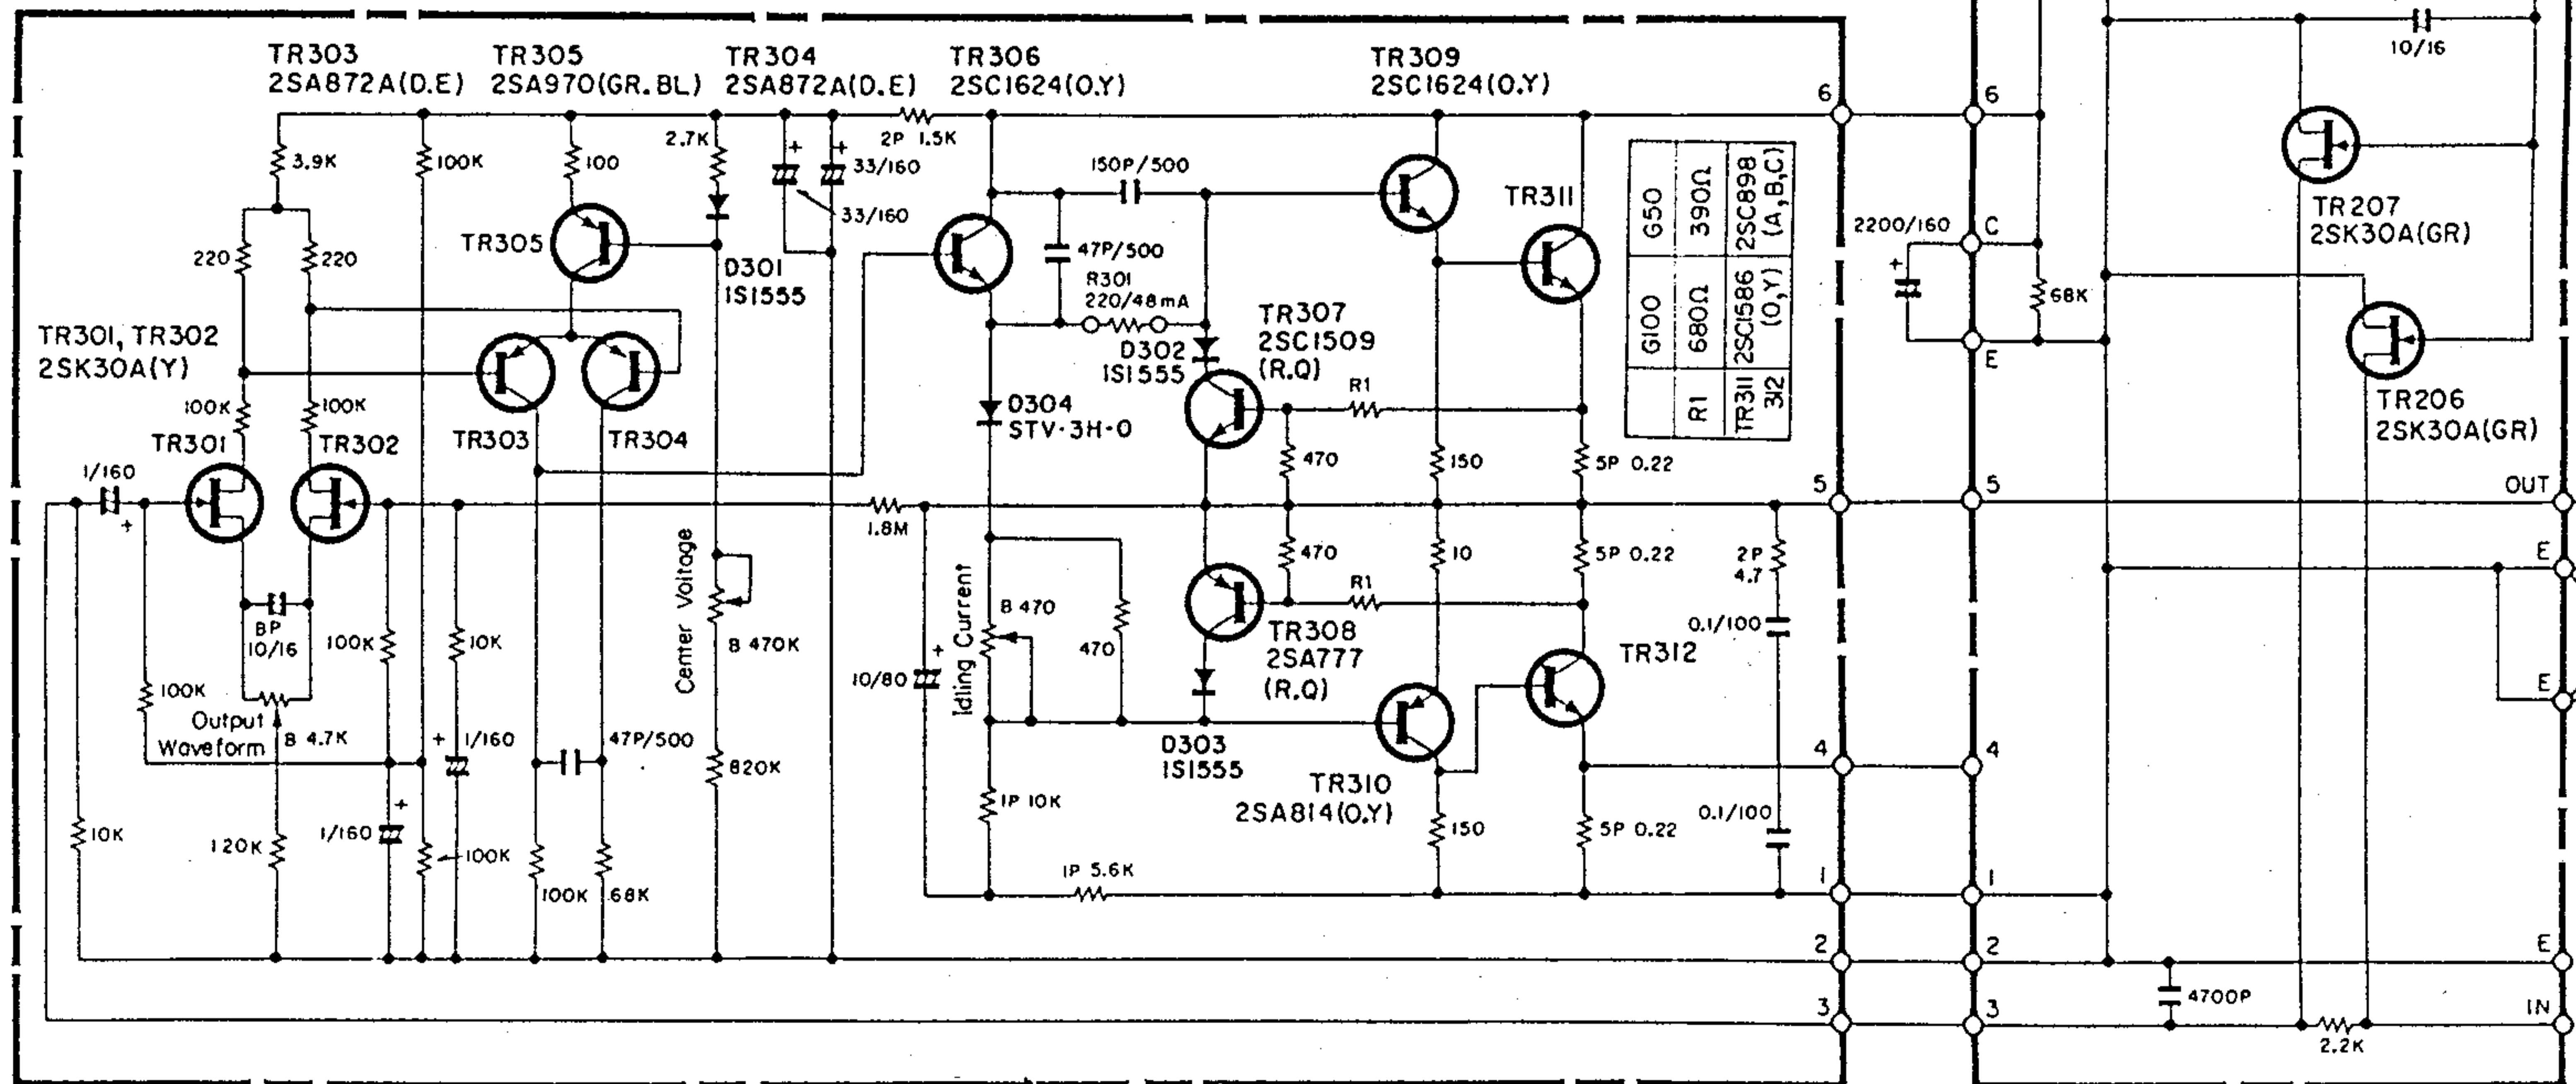 TR303
2SA872A(D.E)
TR305
2SA970(GR.BL)
TR304
2SA872A(D.E)
TR306
2SC1624(O.Y)
TR309
2SC1624(O.Y)
10/16
3.9K
100K
100
2.7K
+
+
33/160
33/160
2P 1.5K
150P/500
6
6
TR207
2SK30A(GR)
220
220
TR305
D301
1S1555
47P/500
R301
220/48mA
TR311
G100
G50
R1
680Ω
390Ω
TR311
312
2SC1586
(O,Y)
2SC898
(A,B,C)
2200/160
+
C
68K
E
TR301, TR302
2SK30A(Y)
TR307
2SC1509
(R.Q)
D302
1S1555
R1
TR206
2SK30A(GR)
100K
100K
TR303
TR304
D304
STV-3H-O
TR301
TR302
1/160
+
470
150
5P 0.22
5
5
OUT
1.8M
Center Voltage
B 470K
Idling Current
B 470
470
470
10
5P 0.22
2P
4.7
E
R1
BP
10/16
100K
10K
TR308
2SA777
(R.Q)
0.1/100
TR312
E
+
10/80
100K
Output
Waveform
B 4.7K
+
1/160
47P/500
820K
D303
1S1555
TR310
2SA814(O.Y)
4
4
10K
120K
+
1/160
100K
1P 10K
150
5P 0.22
0.1/100
100K
68K
1P 5.6K
1
1
2
2
E
4700P
3
3
IN
2.2K